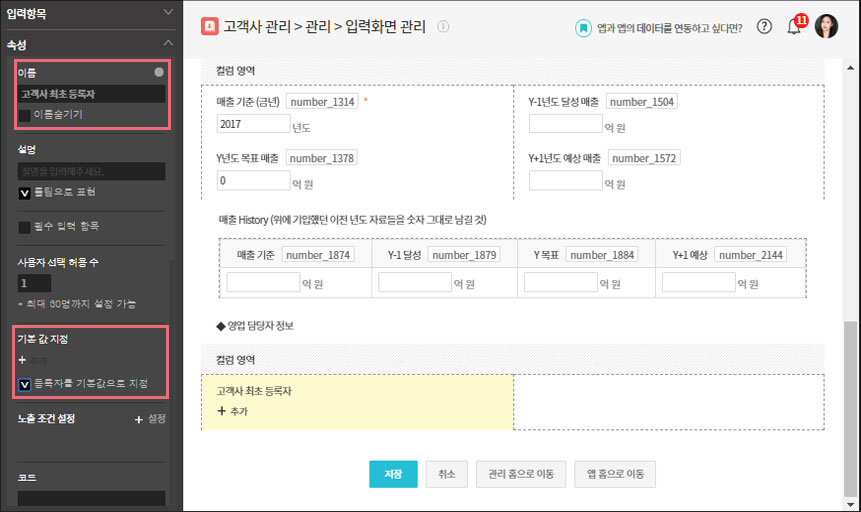 입력항목
속성
이름
고객사 최초 등록자
이름숨기기
설명
설명을 입력해주세요.
툴팁으로 표현
필수 입력 항목
사용자 선택 허용 수
1
* 최대 30명까지 설정 가능
기본 값 지정
+ 추가
등록자를 기본값으로 지정
노출 조건 설정 + 설정
코드
고객사 관리 > 관리 > 입력화면 관리
앱과 앱의 데이터를 연동하고 싶다면?
11
컬럼 영역
매출 기준 (금년) number_1314 *
2017 년도
Y-1년도 달성 매출 number_1504
억 원
Y년도 목표 매출 number_1378
0 억 원
Y+1년도 예상 매출 number_1572
억 원
매출 History (위에 기입했던 이전 년도 자료들을 숫자 그대로 남길 것)
매출 기준 number_1874 Y-1 달성 number_1879 Y 목표 number_1884 Y+1 예상 number_2144
억 원 억 원 억 원 억 원
◆ 영업 담당자 정보
컬럼 영역
고객사 최초 등록자
+ 추가
저장 취소 관리 홈으로 이동 앱 홈으로 이동